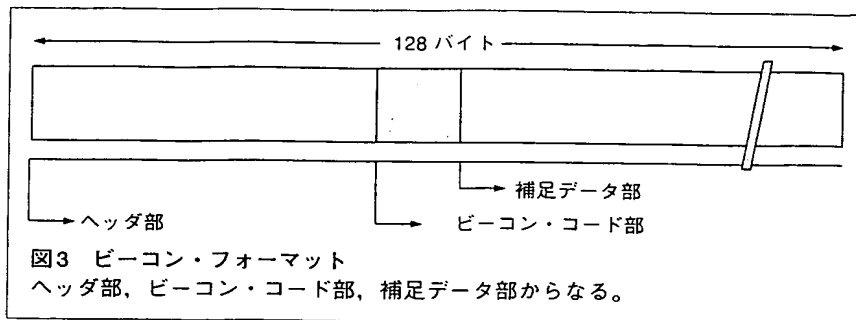 128 バイト
補足データ部
ヘッダ部
ビーコン・コード部
図3 ビーコン・フォーマット
ヘッダ部，ビーコン・コード部，補足データ部からなる。